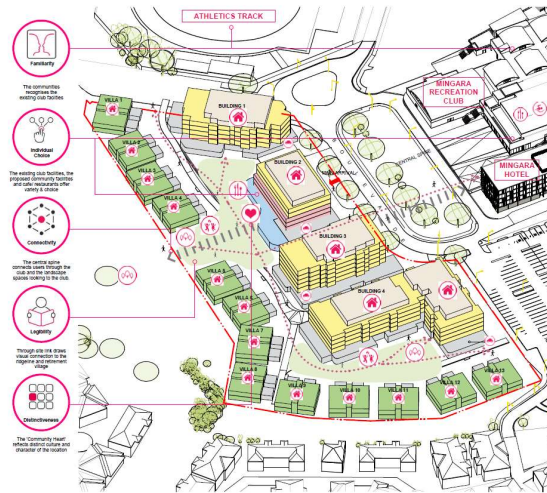 ATHLETICS TRACK
Familiarity
The communities
recognises the
existing club faciities
Individual
Choice
The existing club facilities, the
proposed community facilities
and cafe/ restaurants offer
variety & choice
Connectivity
The central spine
connects users through the
club and the landscape
spaces looking to the club.
Legibility
Through site link draws
visual connection to the
ridgeline and retirement
village
Distinctiveness
The 'Community Heart'
reflects distinct culture and
character of the location
MINGARA
RECREATION
CLUB
MINGARA
HOTEL
CENTRAL SPINE
BUILDING 1
BUILDING 2
BUILDING 3
BUILDING 4
VILLA 1
VILLA 2
VILLA 3
VILLA 4
VILLA 5
VILLA 6
VILLA 7
VILLA 8
VILLA 9
VILLA 10
VILLA 11
VILLA 12
VILLA 13